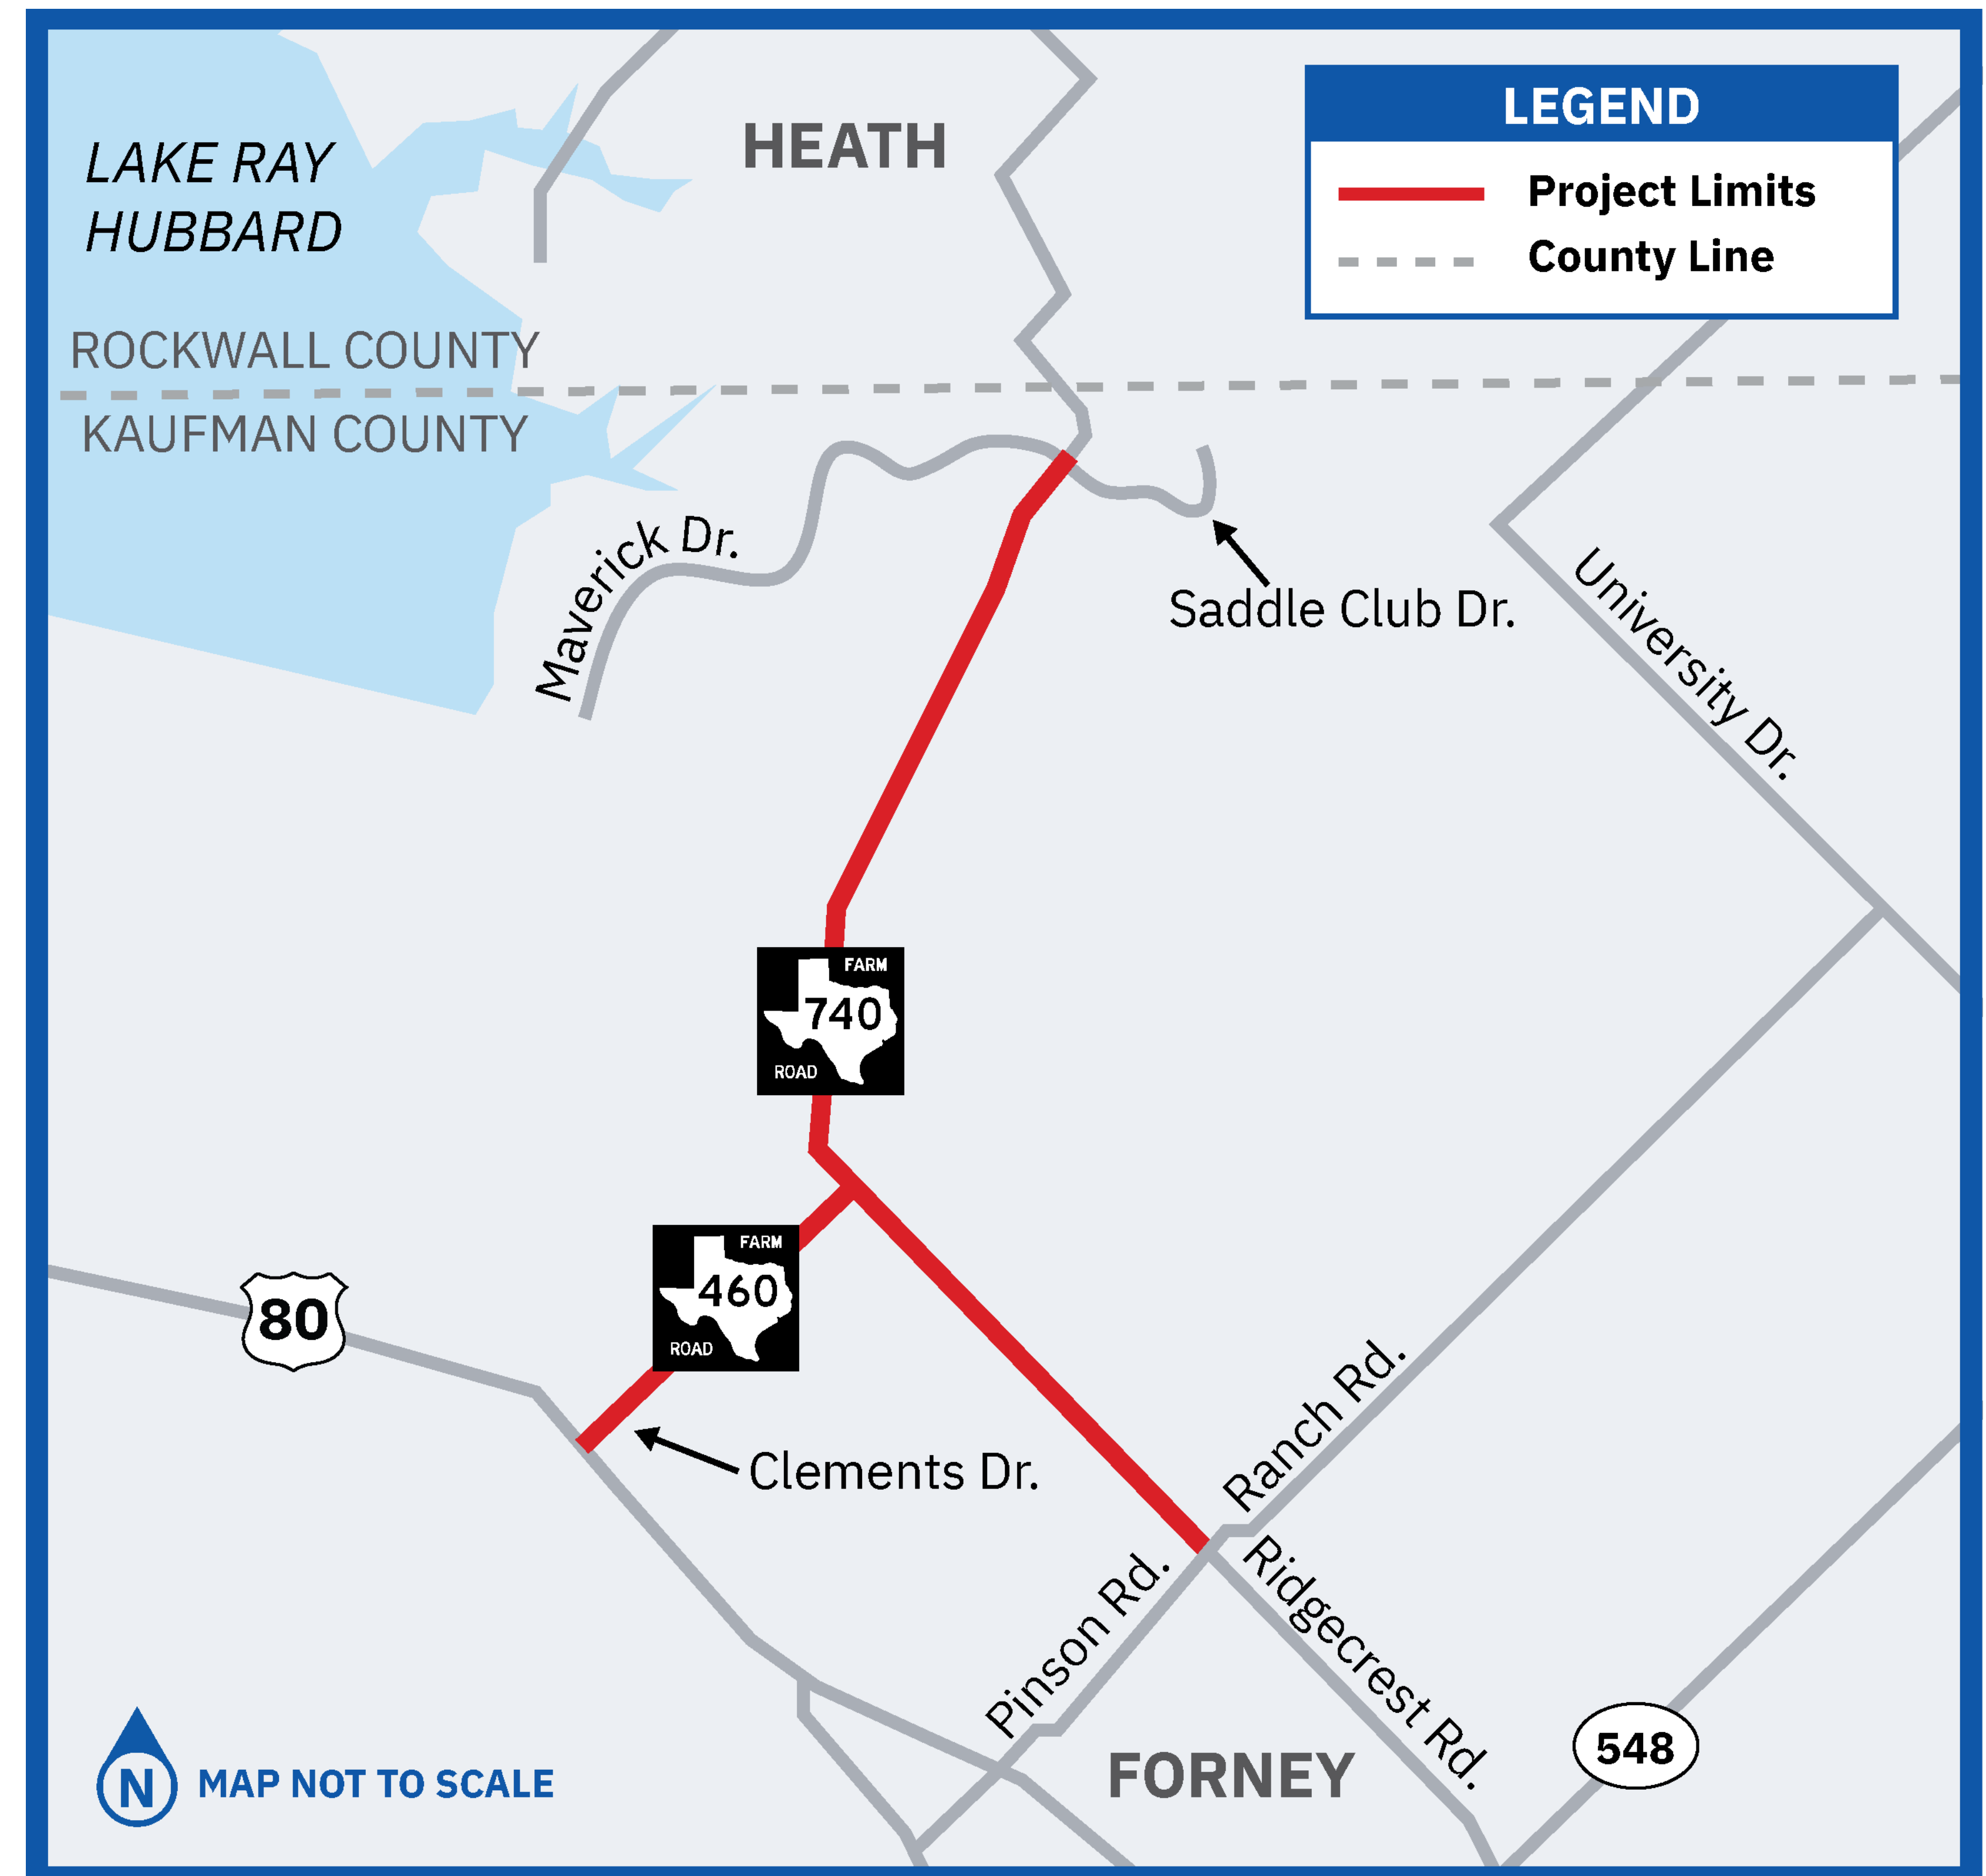 HEATH
LEGEND
Project Limits
County Line
LAKE RAY
HUBBARD
ROCKWALL COUNTY
KAUFMAN COUNTY
Maverick Dr.
Saddle Club Dr.
University Dr.
FARM
740
ROAD
FARM
460
ROAD
80
Clements Dr.
Ranch Rd.
Pinson Rd.
Ridgecrest Rd.
FORNEY
548
N
MAP NOT TO SCALE